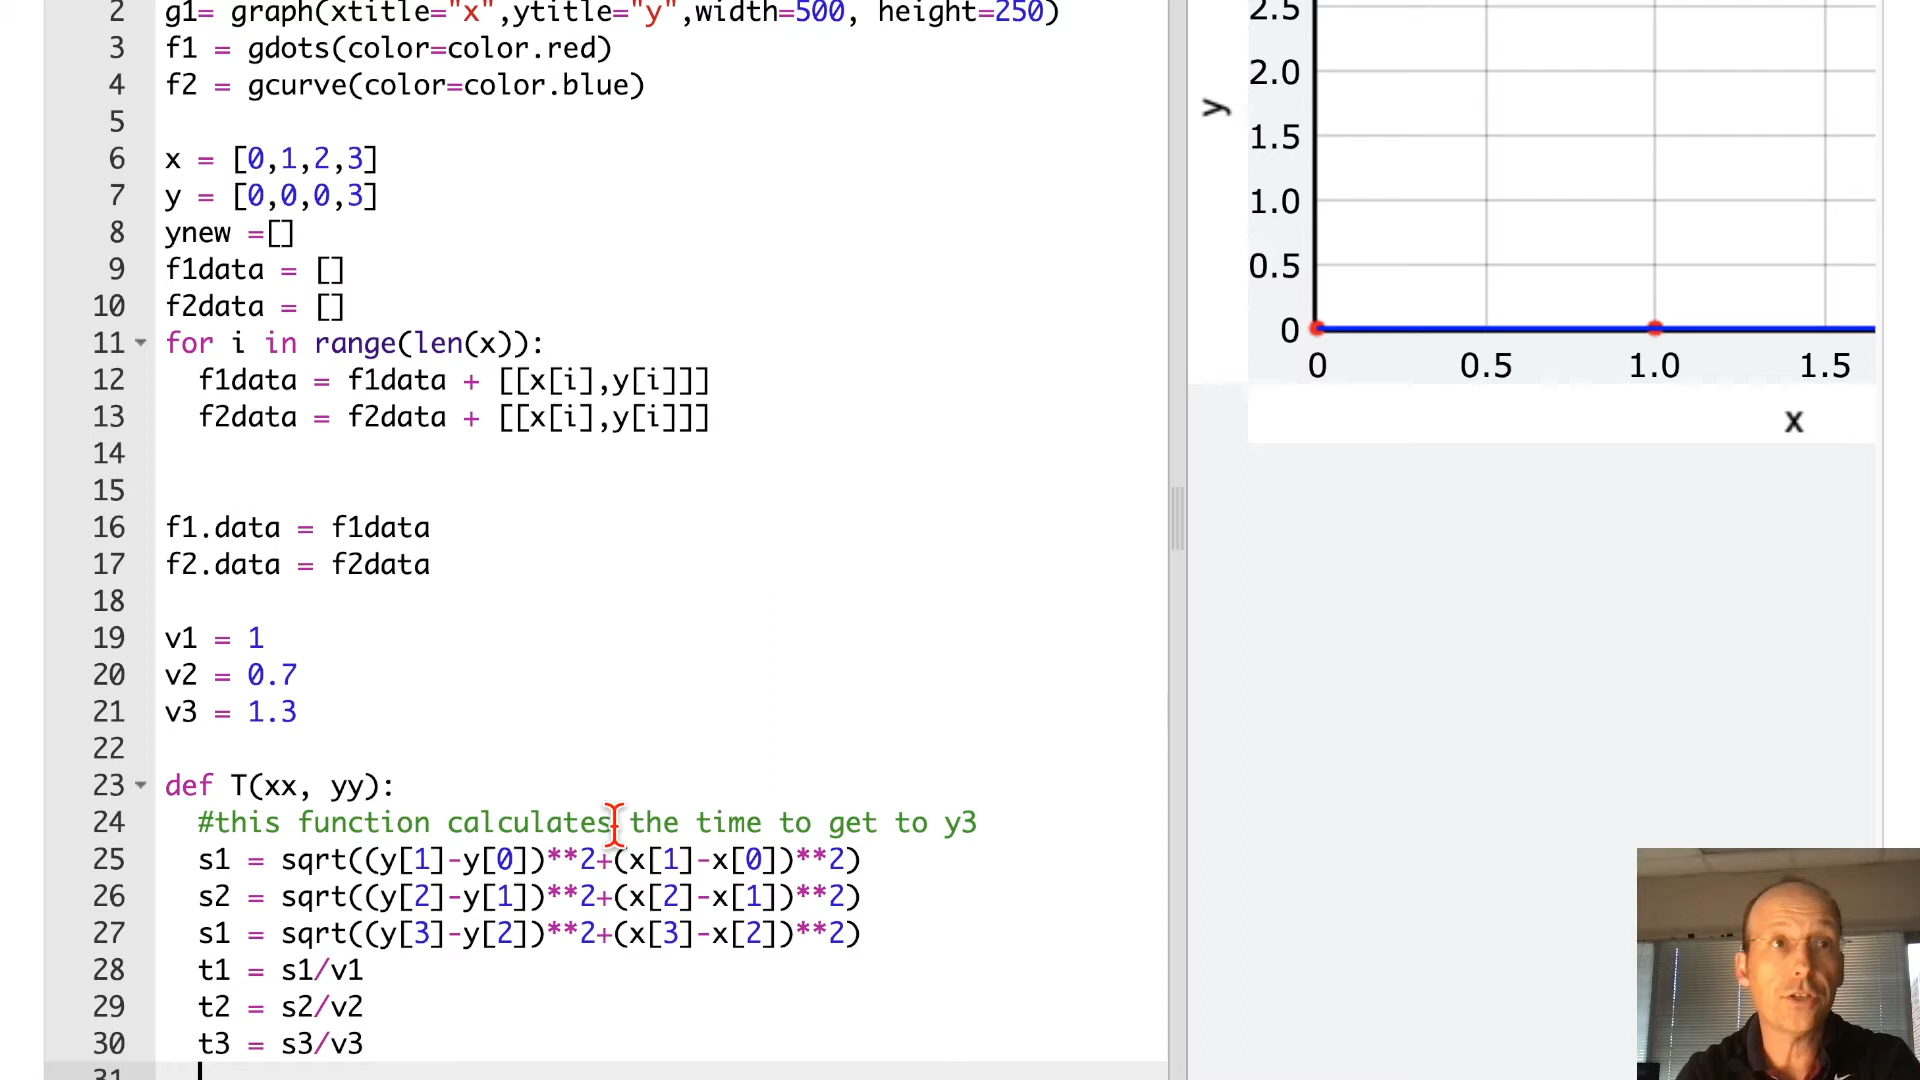 2 g1= graph(xtitle="x",ytitle="y",width=500, height=250)
3 f1 = gdots(color=color.red)
4 f2 = gcurve(color=color.blue)
5
6 x = [0,1,2,3]
7 y = [0,0,0,3]
8 ynew =[]
9 f1data = []
10 f2data = []
11 for i in range(len(x)):
12 f1data = f1data + [[x[i],y[i]]]
13 f2data = f2data + [[x[i],y[i]]]
14
15
16 f1.data = f1data
17 f2.data = f2data
18
19 v1 = 1
20 v2 = 0.7
21 v3 = 1.3
22
23 def T(xx, yy):
24 #this function calculates the time to get to y3
25 s1 = sqrt((y[1]-y[0])**2+(x[1]-x[0])**2)
26 s2 = sqrt((y[2]-y[1])**2+(x[2]-x[1])**2)
27 s1 = sqrt((y[3]-y[2])**2+(x[3]-x[2])**2)
28 t1 = s1/v1
29 t2 = s2/v2
30 t3 = s3/v3
31
2.5
2.0
y
1.5
1.0
0.5
0
0 0.5 1.0 1.5
x